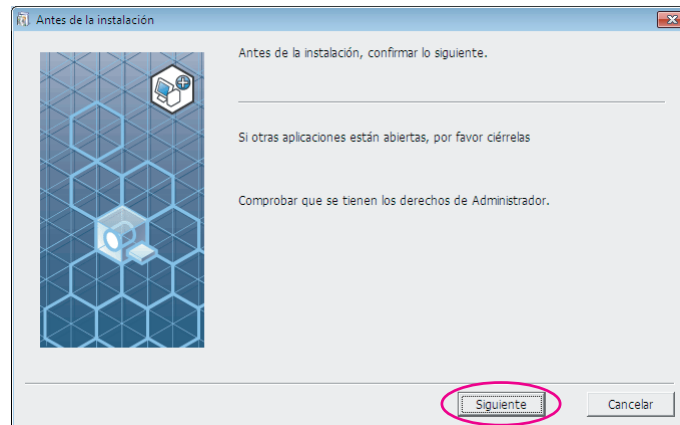 Antes de la instalación
Antes de la instalación, confirmar lo siguiente.
Si otras aplicaciones están abiertas, por favor ciérrelas
Comprobar que se tienen los derechos de Administrador.
Siguiente
Cancelar